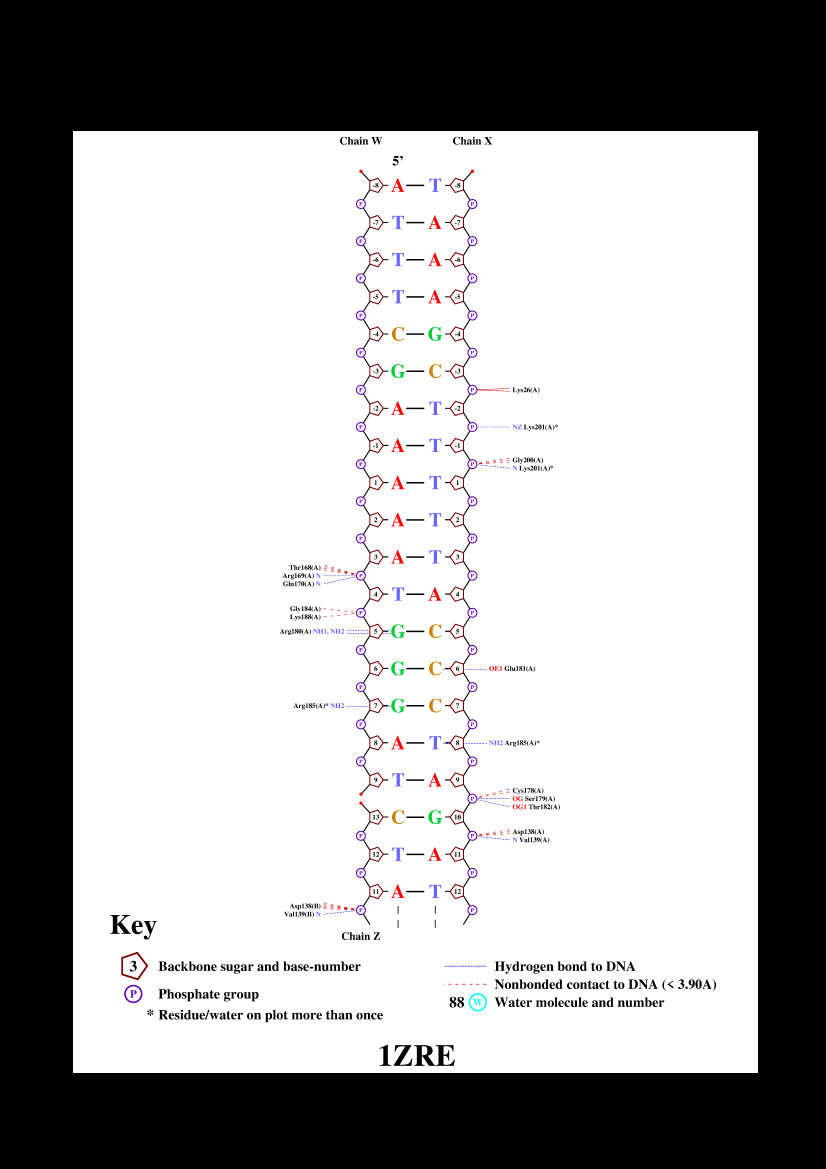 Chain W Chain X
5'
-8 A T -8
P P
-7 T A -7
P P
-6 T A -6
P P
-5 T A -5
P P
-4 C G -4
P P
-3 G C -3
P P Lys26(A)
-2 A T -2
P P NZ Lys201(A)*
-1 A T -1
Gly200(A)
P P
N Lys201(A)*
1 A T 1
P P
2 A T 2
P P
3 A T 3
Thr168(A)
Arg169(A) N P P
Gln170(A) N
4 T A 4
Gly184(A)
P P
Lys188(A)
Arg180(A) NH1, NH2 5 G C 5
P P
6 G C 6 OE1 Glu181(A)
P P
Arg185(A)* NH2 7 G C 7
P P
8 A T 8 NH2 Arg185(A)*
P P
9 T A 9
Cys178(A)
P OG Ser179(A)
OG1 Thr182(A)
13 C G 10
Asp138(A)
P P
N Val139(A)
12 T A 11
P P
11 A T 12
Asp138(B)
P P
Val139(B) N
Chain Z
Key
3 Backbone sugar and base-number
P Phosphate group
* Residue/water on plot more than once
Hydrogen bond to DNA
Nonbonded contact to DNA (< 3.90A)
88 W Water molecule and number
1ZRE